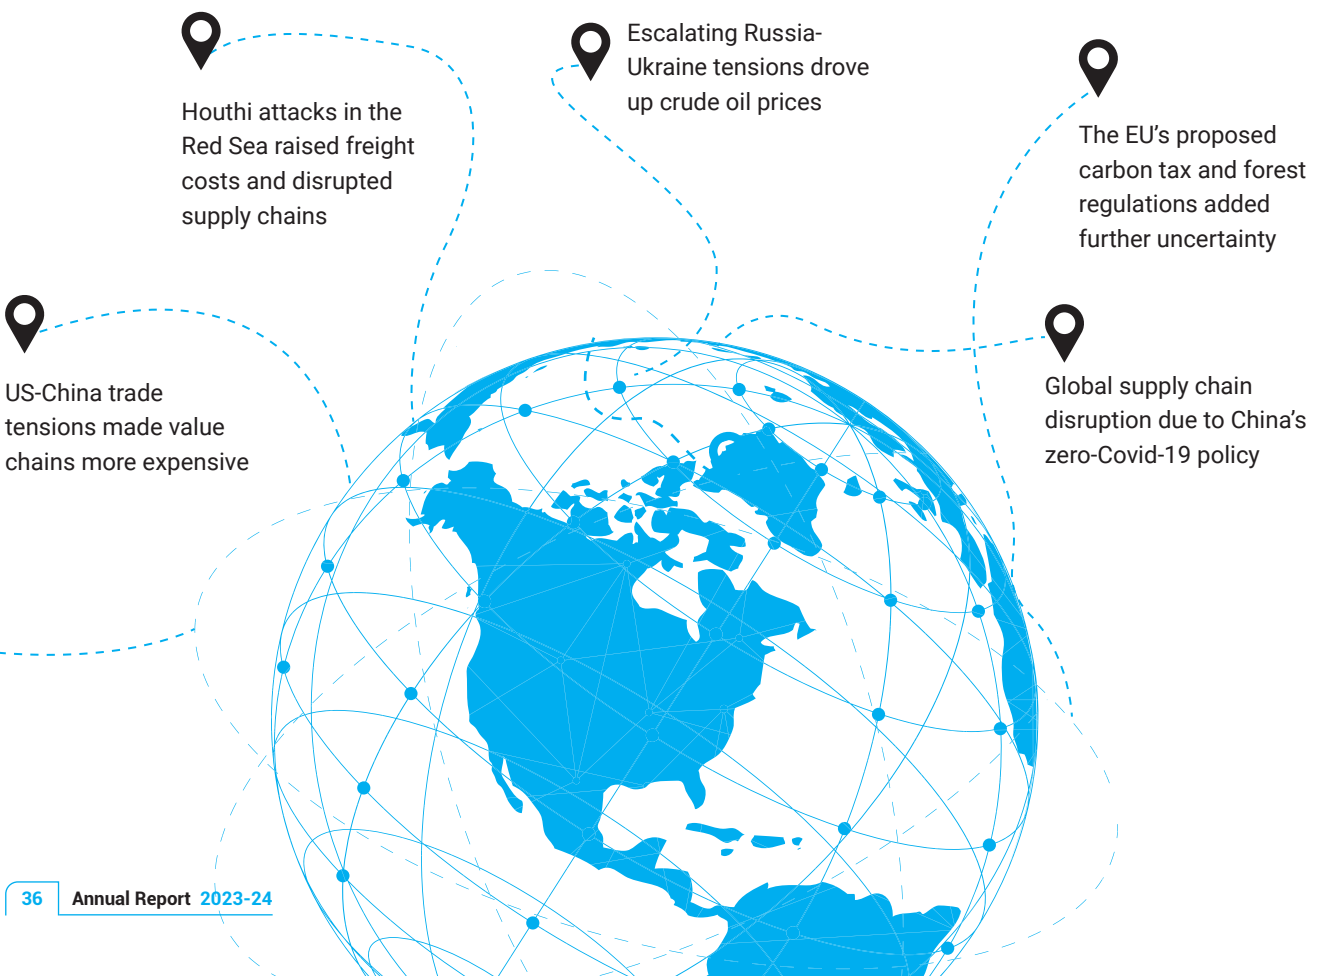 Escalating Russia-
Ukraine tensions drove
up crude oil prices
Houthi attacks in the
Red Sea raised freight
costs and disrupted
supply chains
The EU’s proposed
carbon tax and forest
regulations added
further uncertainty
US-China trade
tensions made value
chains more expensive
Global supply chain
disruption due to China’s
zero-Covid-19 policy
36 Annual Report 2023-24